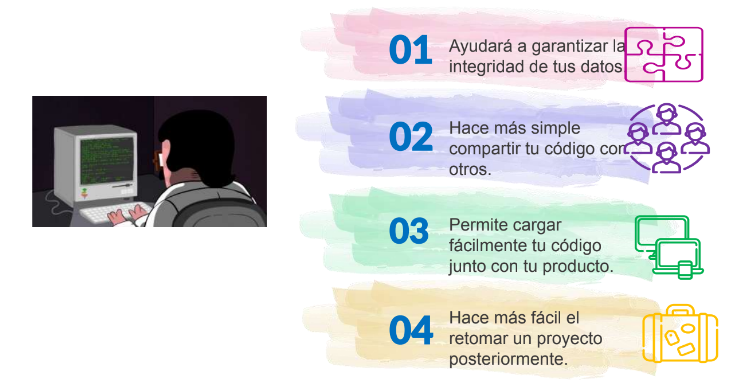 01
Ayudará a garantizar la
integridad de tus datos
02
Hace más simple
compartir tu código con
otros.
03
Permite cargar
fácilmente tu código
junto con tu producto.
04
Hace más fácil el
retomar un proyecto
posteriormente.